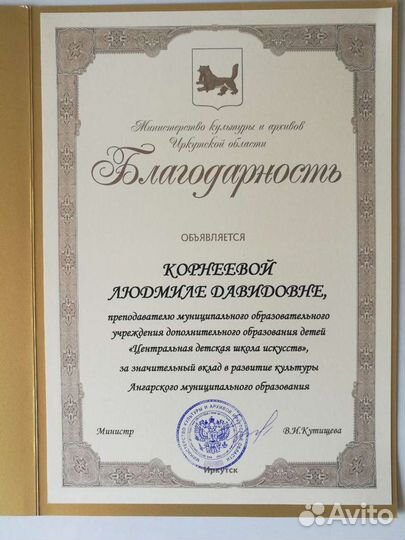 Министерство культуры и архивов
Иркутской области
Благодарность
ОБЪЯВЛЯЕТСЯ
КОРНЕЕВОЙ
ЛЮДМИЛЕ ДАВИДОВНЕ,
преподавателю муниципального образовательного
учреждения дополнительного образования детей
«Центральная детская школа искусств»,
за значительный вклад в развитие культуры
Ангарского муниципального образования
Министр В.И.Кутищева
Иркутск
Avito